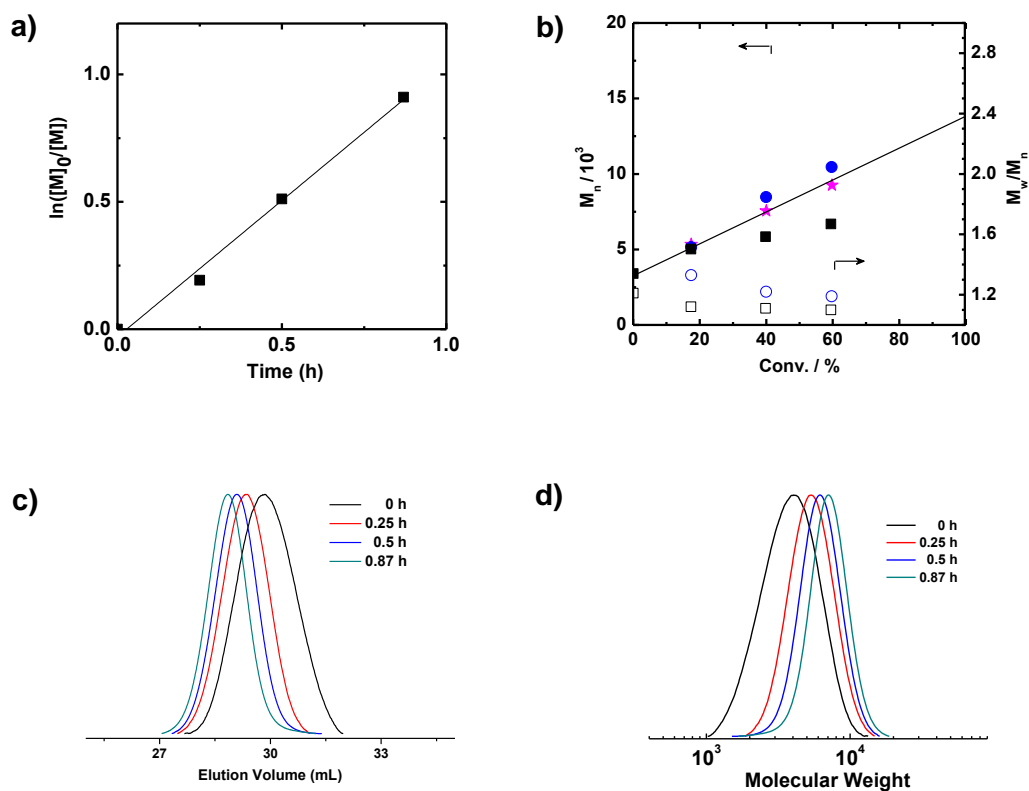 a)
1.0
0.5
0.0
0.0
0.5
1.0
ln([M]0/[M])
Time (h)
b)
20
15
10
5
0
0
20
40
60
80
100
2.8
2.4
2.0
1.6
1.2
Mn / 10^3
Mw/Mn
Conv. / %
c)
0 h
0.25 h
0.5 h
0.87 h
27
30
33
Elution Volume (mL)
d)
0 h
0.25 h
0.5 h
0.87 h
10^3
10^4
Molecular Weight